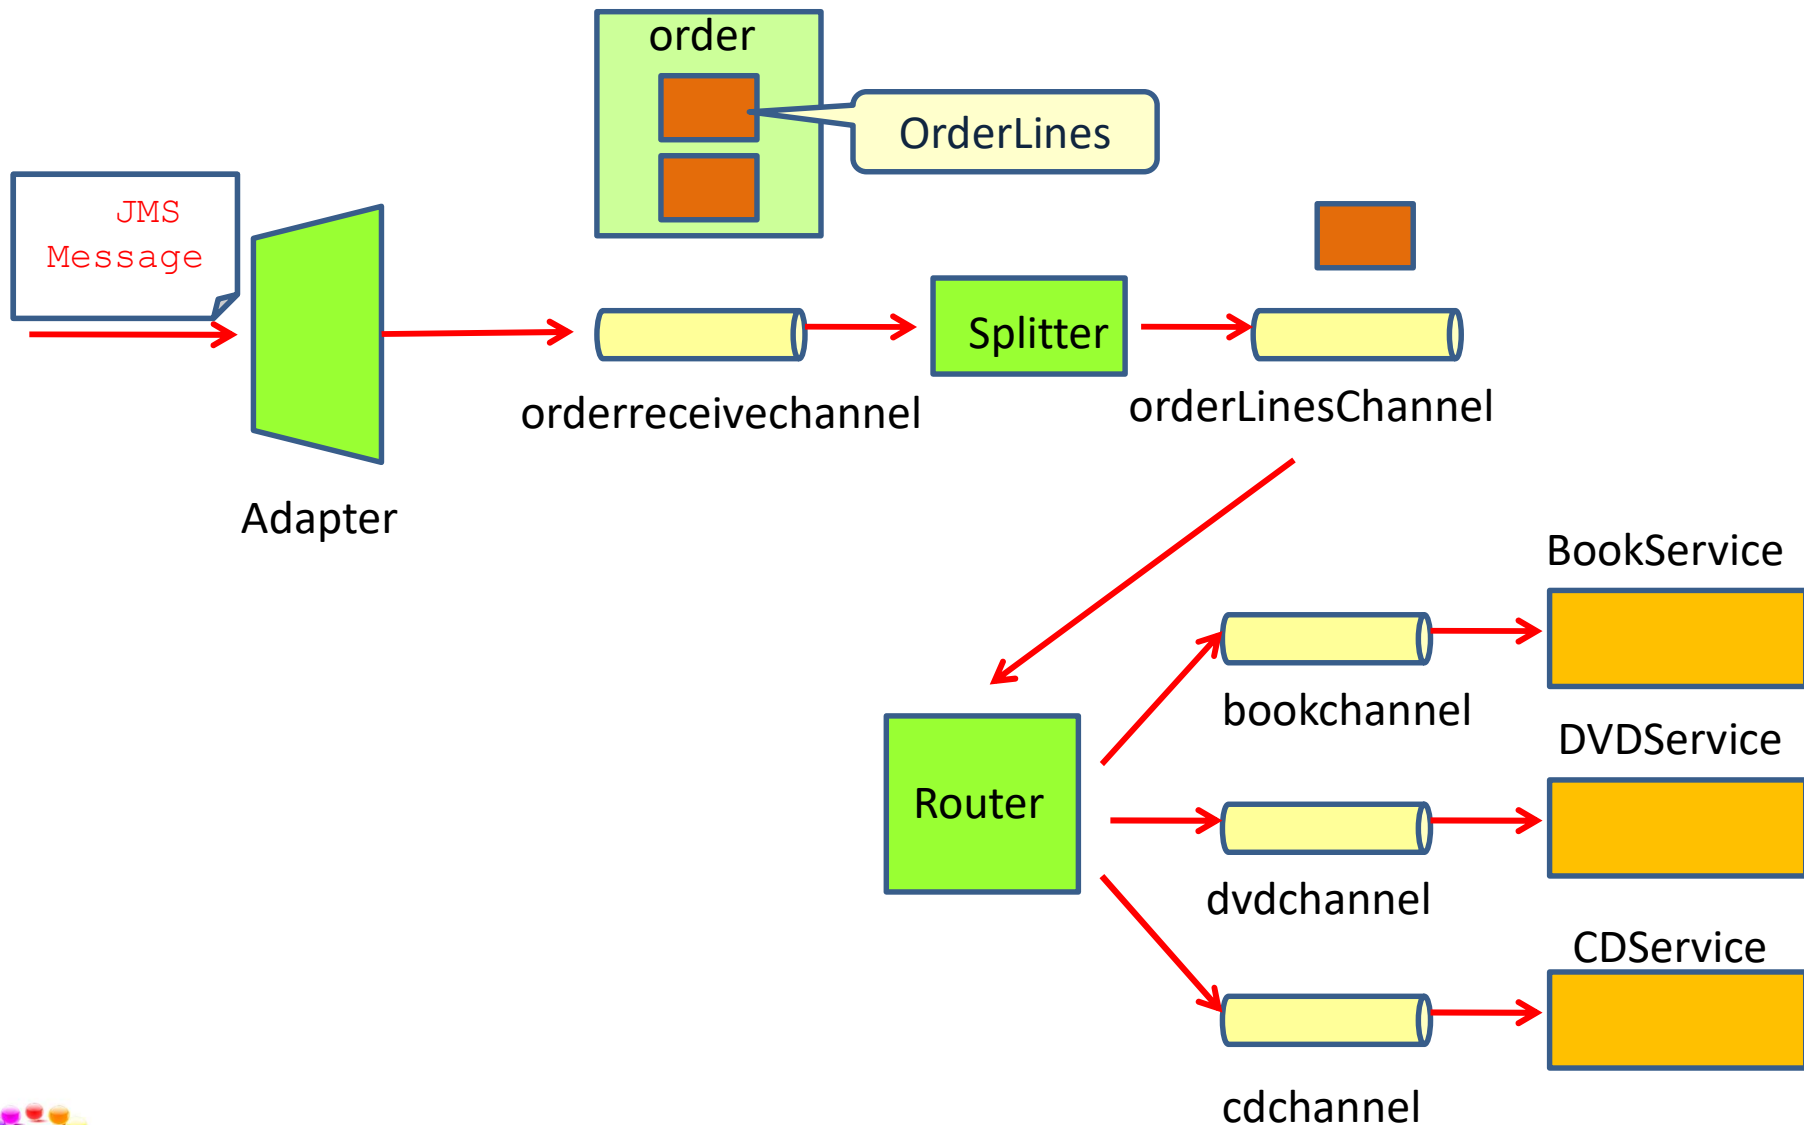 order
OrderLines
JMS
Message
Splitter
orderreceivechannel
orderLinesChannel
Adapter
BookService
bookchannel
DVDService
Router
dvdchannel
CDService
cdchannel